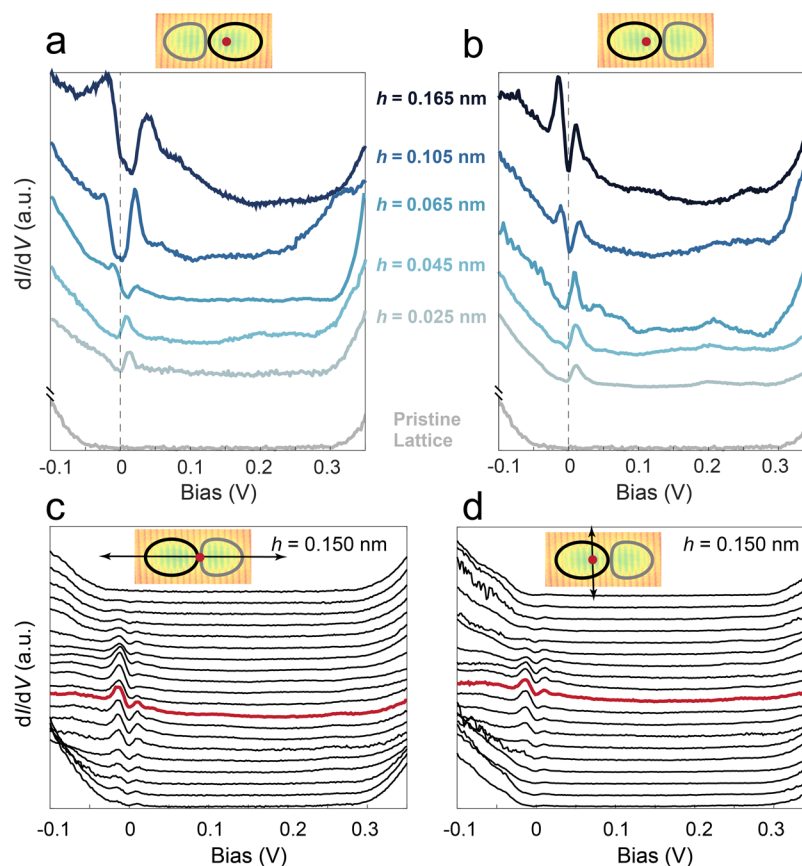 a
b
h = 0.165 nm
h = 0.105 nm
h = 0.065 nm
h = 0.045 nm
h = 0.025 nm
Pristine
Lattice
dI/dV (a.u.)
-0.1 0 0.1 0.2 0.3
Bias (V)
dI/dV (a.u.)
-0.1 0 0.1 0.2 0.3
Bias (V)
c
h = 0.150 nm
d
h = 0.150 nm
dI/dV (a.u.)
-0.1 0 0.1 0.2 0.3
Bias (V)
dI/dV (a.u.)
-0.1 0 0.1 0.2 0.3
Bias (V)